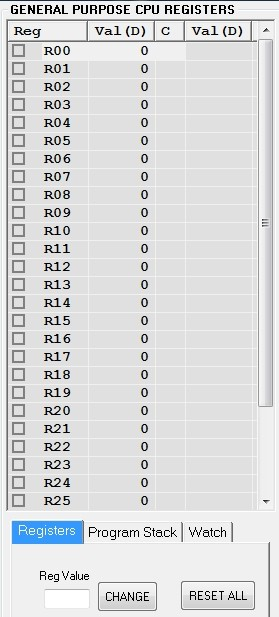 GENERAL PURPOSE CPU REGISTERS
Reg Val(D) C Val(D)
R00 0
R01 0
R02 0
R03 0
R04 0
R05 0
R06 0
R07 0
R08 0
R09 0
R10 0
R11 0
R12 0
R13 0
R14 0
R15 0
R16 0
R17 0
R18 0
R19 0
R20 0
R21 0
R22 0
R23 0
R24 0
R25 0
Registers Program Stack Watch
Reg Value
CHANGE RESET ALL